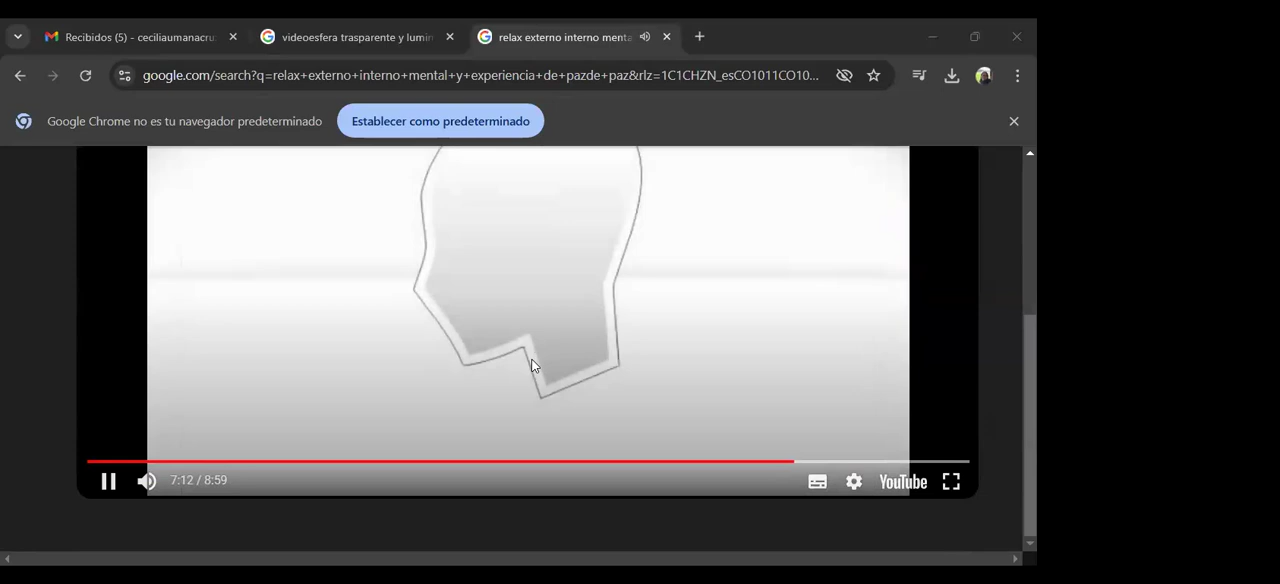 Recibidos (5) - ceciliaumanacru
videoesfera trasparente y lumin
relax externo interno menta
google.com/search?q=relax+externo+interno+mental+y+experiencia+de+pazde+paz&rlz=1C1CHZN_esCO1011CO10...
Google Chrome no es tu navegador predeterminado
Establecer como predeterminado
7:12 / 8:59
YouTube